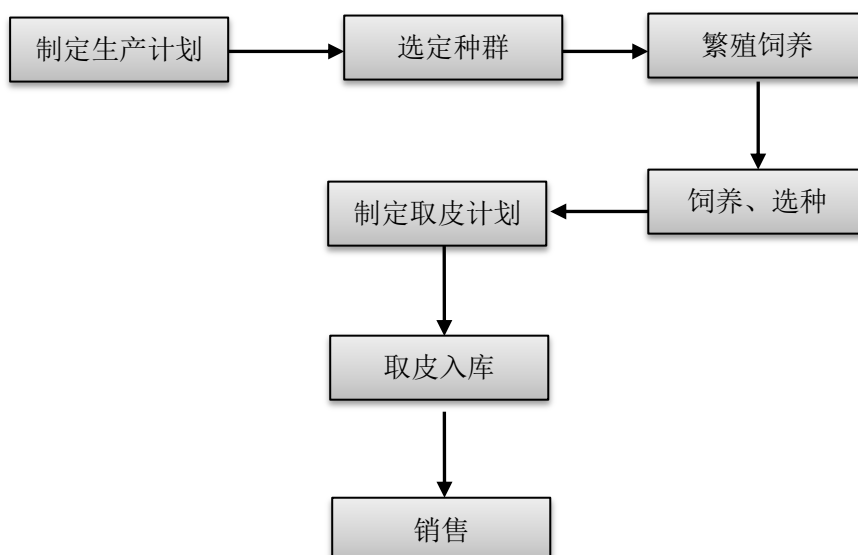 制定生产计划
选定种群
繁殖饲养
饲养、选种
制定取皮计划
取皮入库
销售